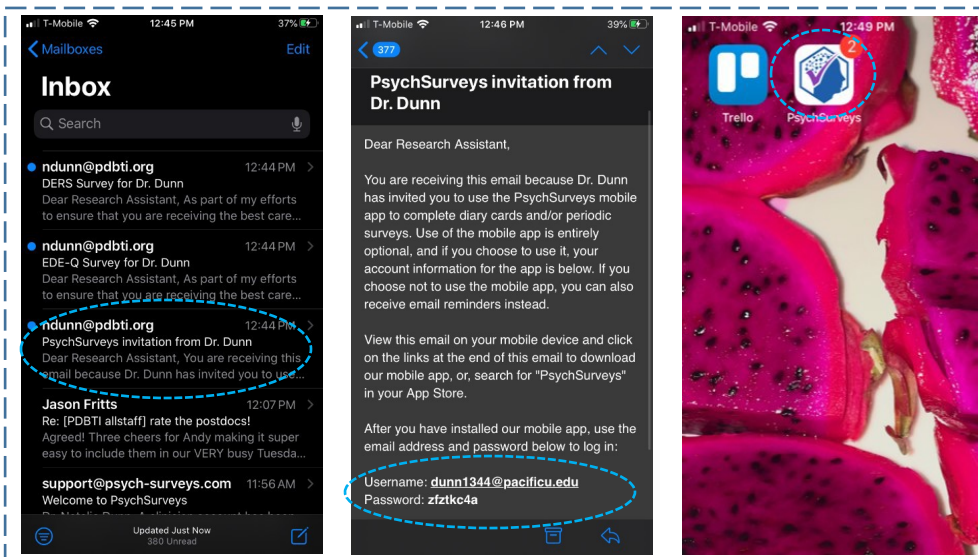 T-Mobile 12:45 PM 37%
Mailboxes Edit
Inbox
Search
ndunn@pdbti.org 12:44 PM
DERS Survey for Dr. Dunn
Dear Research Assistant, As part of my efforts
to ensure that you are receiving the best care...
ndunn@pdbti.org 12:44 PM
EDE-Q Survey for Dr. Dunn
Dear Research Assistant, As part of my efforts
to ensure that you are receiving the best care...
ndunn@pdbti.org 12:44 PM
PsychSurveys invitation from Dr. Dunn
Dear Research Assistant, You are receiving this
email because Dr. Dunn has invited you to use...
Jason Fritts 12:07 PM
Re: [PDBTI allstaff] rate the postdocs!
Agreed! Three cheers for Andy making it super
easy to include them in our VERY busy Tuesda...
support@psych-surveys.com 11:56 AM
Welcome to PsychSurveys
Updated Just Now
380 Unread
T-Mobile 12:46 PM 39%
377
PsychSurveys invitation from
Dr. Dunn
Dear Research Assistant,
You are receiving this email because Dr. Dunn
has invited you to use the PsychSurveys mobile
app to complete diary cards and/or periodic
surveys. Use of the mobile app is entirely
optional, and if you choose to use it, your
account information for the app is below. If you
choose not to use the mobile app, you can also
receive email reminders instead.
View this email on your mobile device and click
on the links at the end of this email to download
our mobile app, or, search for "PsychSurveys"
in your App Store.
After you have installed our mobile app, use the
email address and password below to log in:
Username: dunn1344@pacificu.edu
Password: zfztkc4a
T-Mobile 12:49 PM
2
Trello PsychSurveys